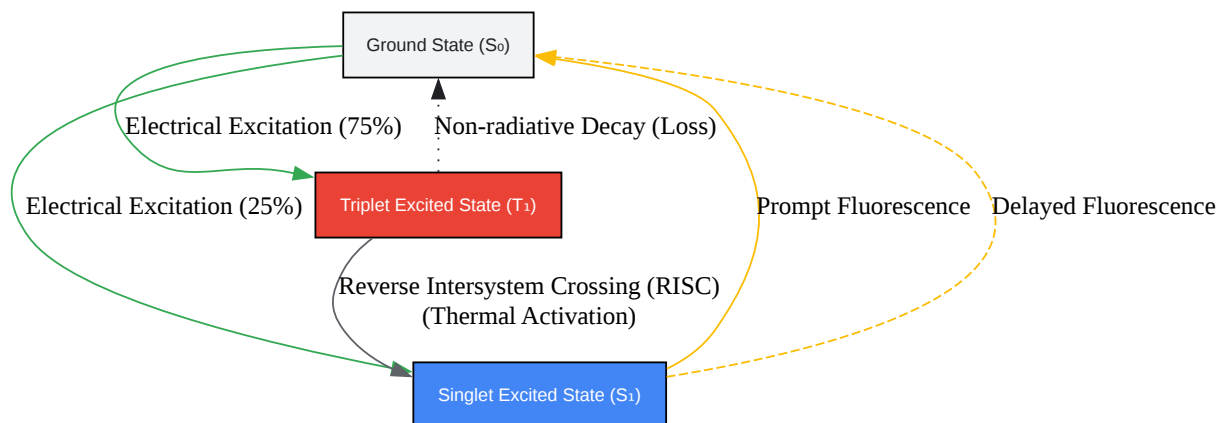 Ground State (S₀)
Electrical Excitation (75%)
Non-radiative Decay (Loss)
Triplet Excited State (T₁)
Electrical Excitation (25%)
Prompt Fluorescence
Delayed Fluorescence
Reverse Intersystem Crossing (RISC)
(Thermal Activation)
Singlet Excited State (S₁)